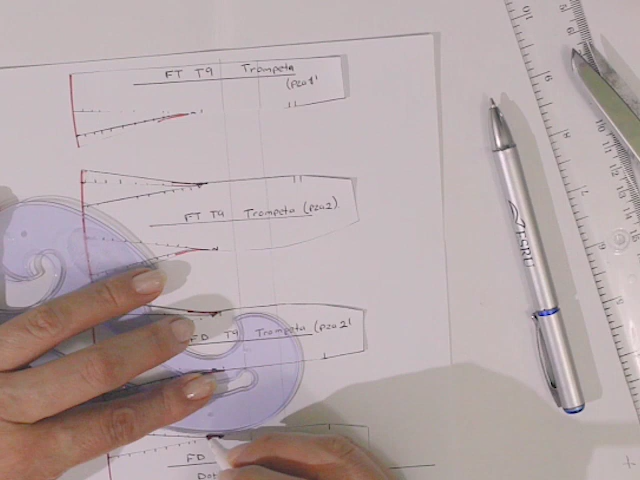 FT T9 Trompeta
(pza1)
FT T9 Trompeta (pza2).
FD T9 Trompeta (pza2)
FD